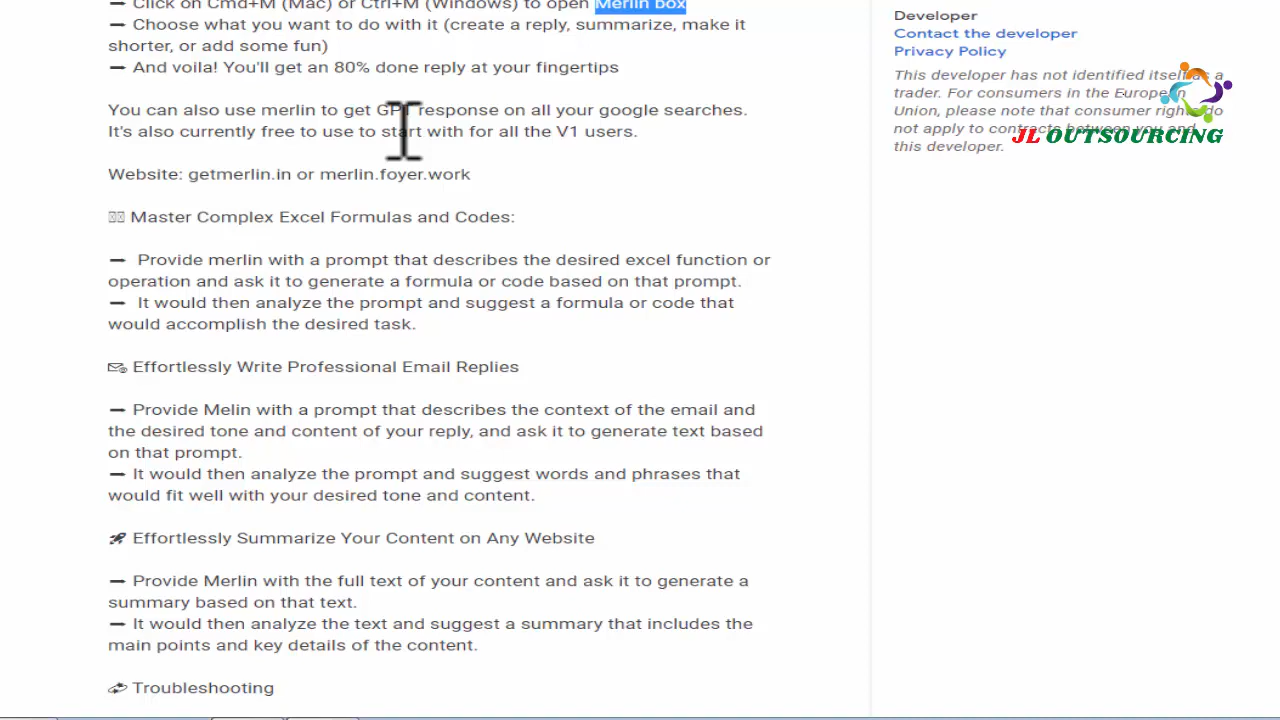 → Click on Cmd+M (Mac) or Ctrl+M (Windows) to open Merlin box
→ Choose what you want to do with it (create a reply, summarize, make it
shorter, or add some fun)
→ And voila! You'll get an 80% done reply at your fingertips
You can also use merlin to get GPT response on all your google searches.
It's also currently free to use to start with for all the V1 users.
Website: getmerlin.in or merlin.foyer.work
Master Complex Excel Formulas and Codes:
→ Provide merlin with a prompt that describes the desired excel function or
operation and ask it to generate a formula or code based on that prompt.
→ It would then analyze the prompt and suggest a formula or code that
would accomplish the desired task.
Effortlessly Write Professional Email Replies
→ Provide Melin with a prompt that describes the context of the email and
the desired tone and content of your reply, and ask it to generate text based
on that prompt.
→ It would then analyze the prompt and suggest words and phrases that
would fit well with your desired tone and content.
Effortlessly Summarize Your Content on Any Website
→ Provide Merlin with the full text of your content and ask it to generate a
summary based on that text.
→ It would then analyze the text and suggest a summary that includes the
main points and key details of the content.
Troubleshooting
Developer
Contact the developer
Privacy Policy
This developer has not identified itself as a
trader. For consumers in the European
Union, please note that consumer rights do
not apply to contracts between you and
this developer.
JL OUTSOURCING